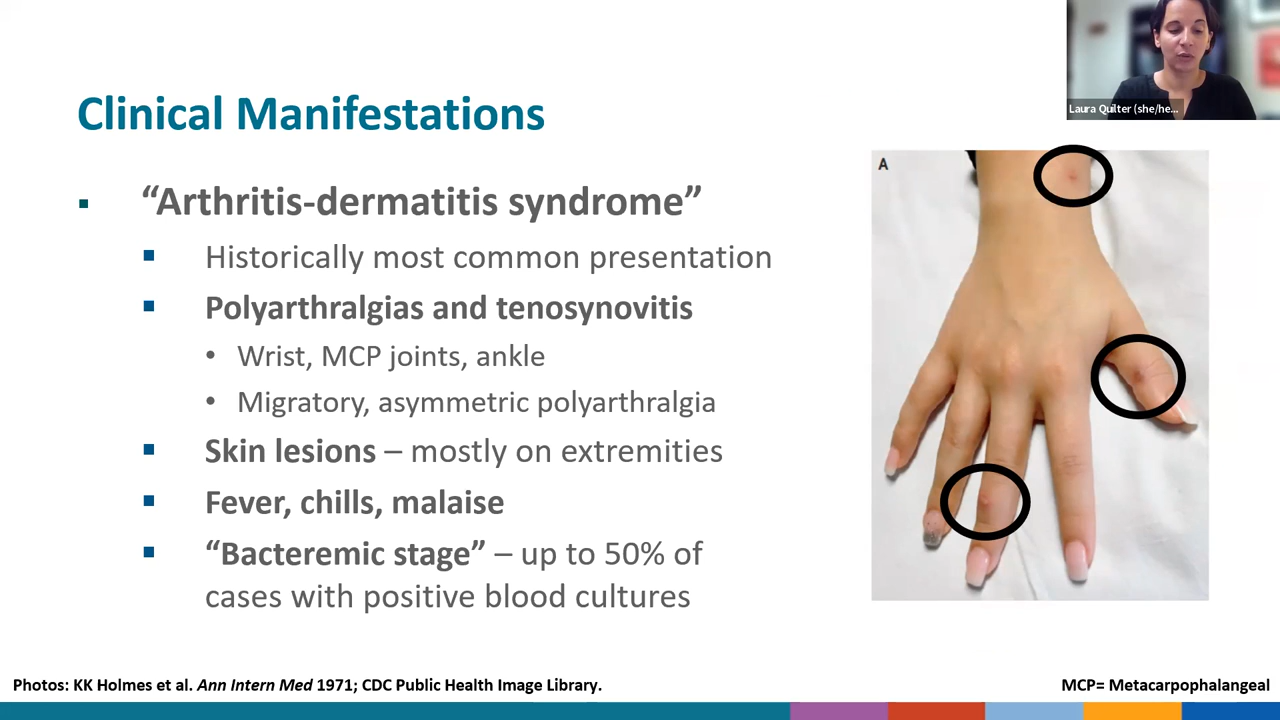 Laura Quilter (she/he...
Clinical Manifestations
“Arthritis-dermatitis syndrome”
Historically most common presentation
Polyarthralgias and tenosynovitis
Wrist, MCP joints, ankle
Migratory, asymmetric polyarthralgia
Skin lesions – mostly on extremities
Fever, chills, malaise
“Bacteremic stage” – up to 50% of
cases with positive blood cultures
A
Photos: KK Holmes et al. Ann Intern Med 1971; CDC Public Health Image Library.
MCP= Metacarpophalangeal